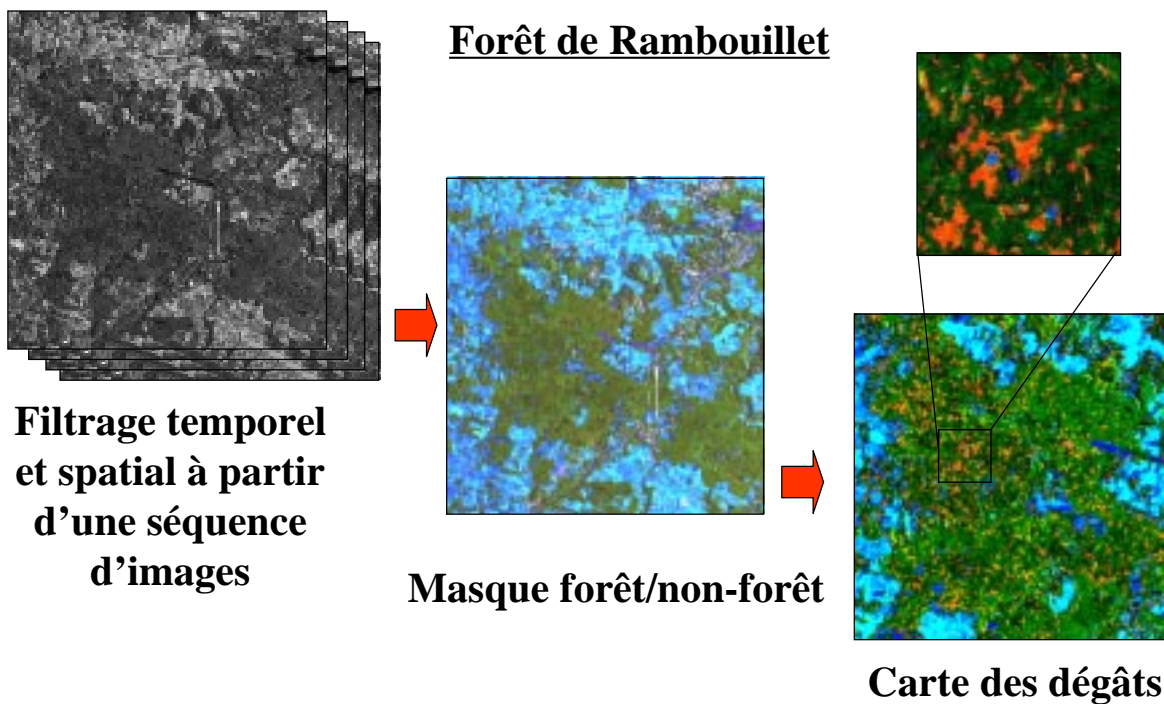 Forêt de Rambouillet
Filtrage temporel
et spatial à partir
d’une séquence
d’images
Masque forêt/non-forêt
Carte des dégâts